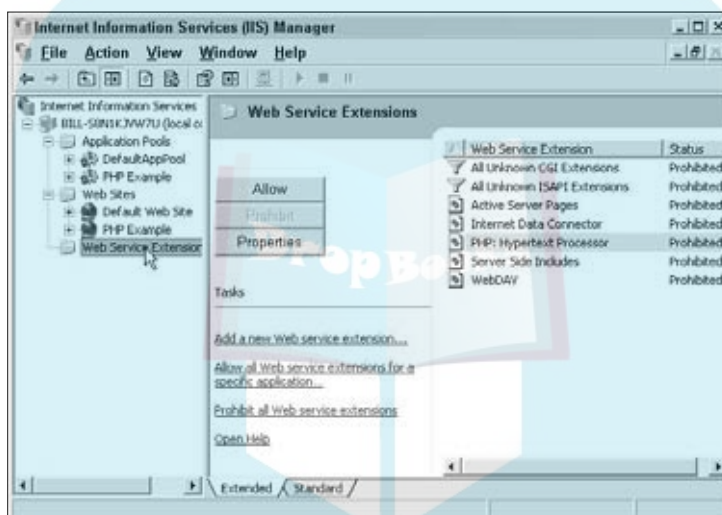 Internet Information Services (IIS) Manager
File Action View Window Help
Internet Information Services
BILL-S0N1KJVW7U (local c
Application Pools
DefaultAppPool
PHP Example
Web Sites
Default Web Site
PHP Example
Web Service Extension
Web Service Extensions
Allow
Prohibit
Properties
Tasks
Add a new Web service extension...
Allow all Web service extensions for a
specific application...
Prohibit all Web service extensions
Open Help
Web Service Extension Status
All Unknown CGI Extensions Prohibited
All Unknown ISAPI Extensions Prohibited
Active Server Pages Prohibited
Internet Data Connector Prohibited
PHP: Hypertext Processor Prohibited
Server Side Includes Prohibited
WebDAV Prohibited
Extended Standard